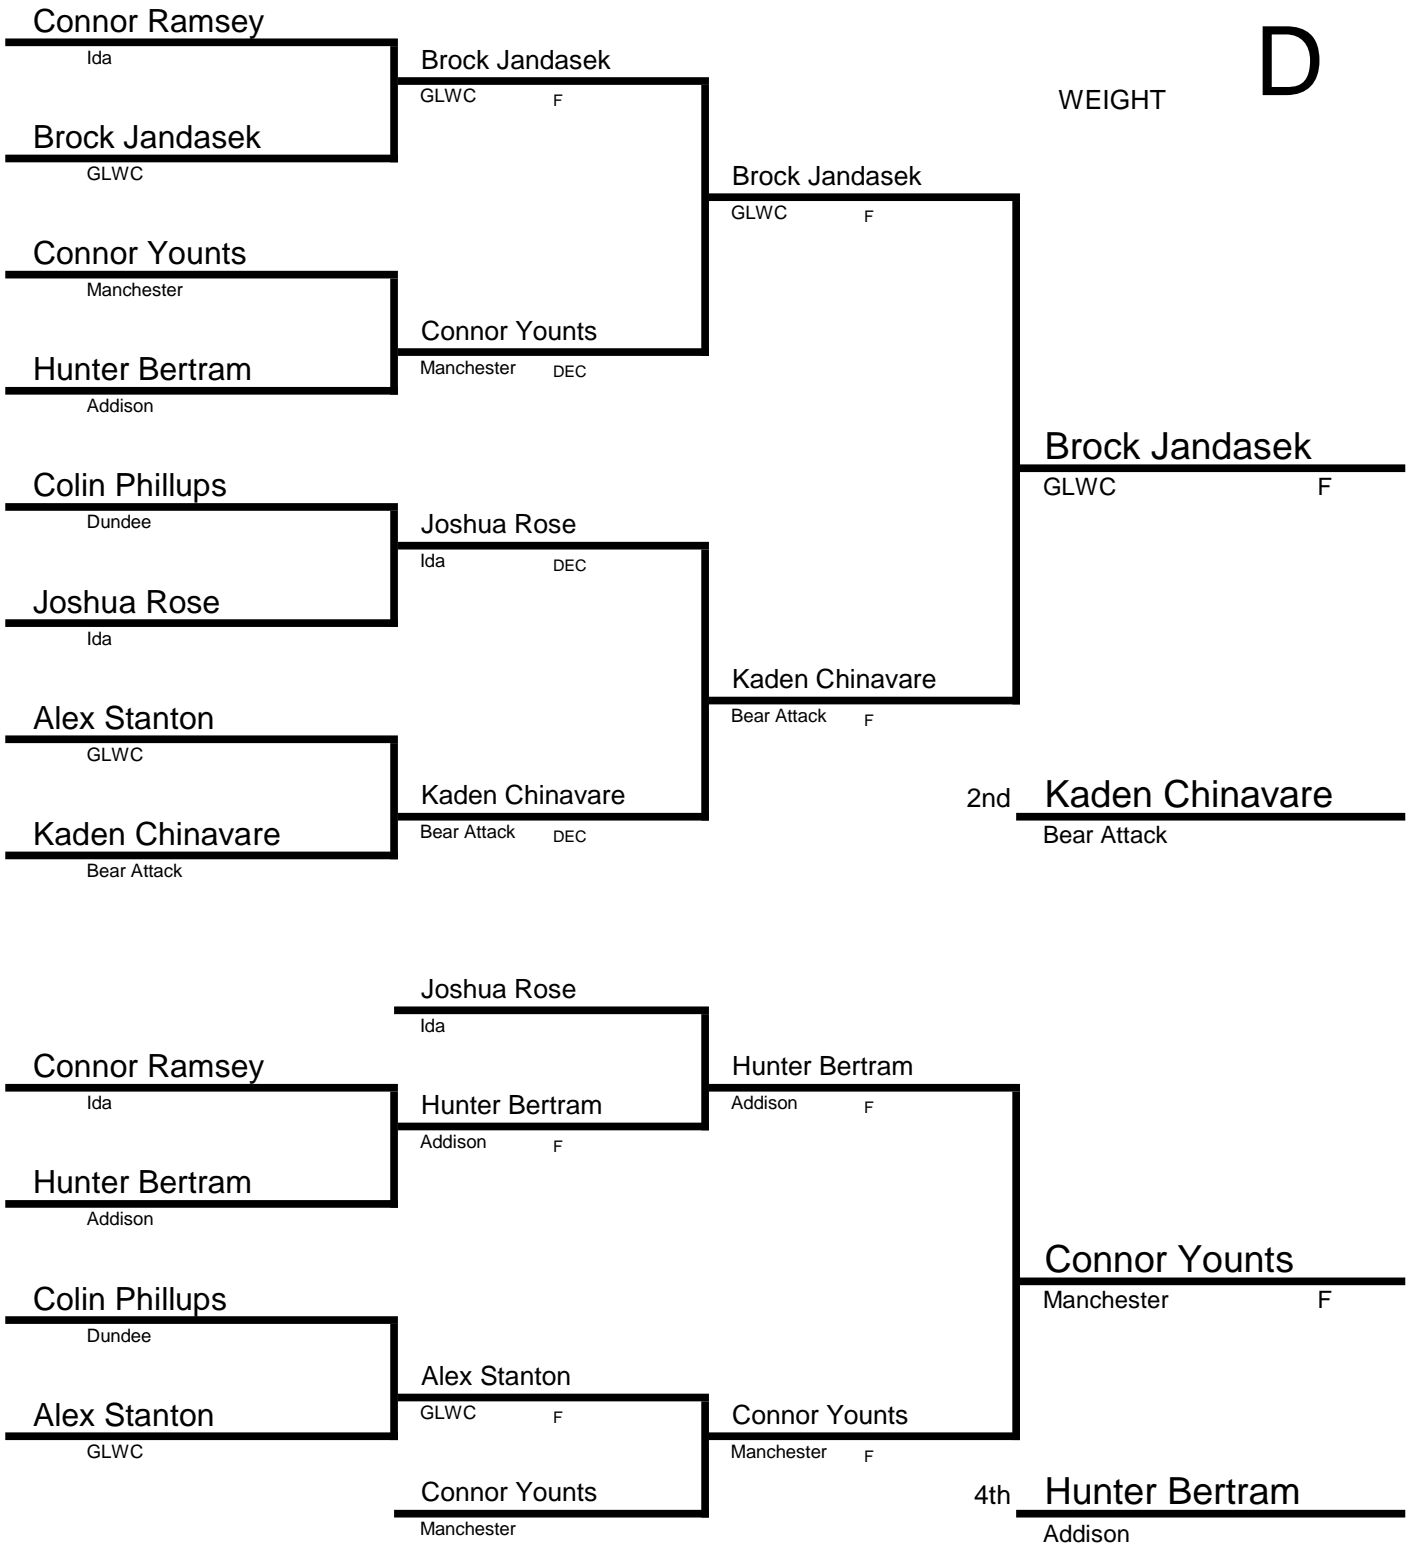 Connor Ramsey
Ida
Brock Jandasek
GLWC F
D
WEIGHT
Brock Jandasek
GLWC
Brock Jandasek
GLWC F
Connor Younts
Manchester
Connor Younts
Manchester DEC
Hunter Bertram
Addison
Brock Jandasek
GLWC F
Colin Phillups
Dundee
Joshua Rose
Ida DEC
Joshua Rose
Ida
Kaden Chinavare
Bear Attack F
Alex Stanton
GLWC
Kaden Chinavare
Bear Attack DEC
2nd Kaden Chinavare
Bear Attack
Kaden Chinavare
Bear Attack
Joshua Rose
Ida
Connor Ramsey
Ida
Hunter Bertram
Addison F
Hunter Bertram
Addison F
Hunter Bertram
Addison
Connor Younts
Manchester F
Colin Phillups
Dundee
Alex Stanton
GLWC F
Alex Stanton
GLWC
Connor Younts
Manchester F
Connor Younts
Manchester
4th Hunter Bertram
Addison